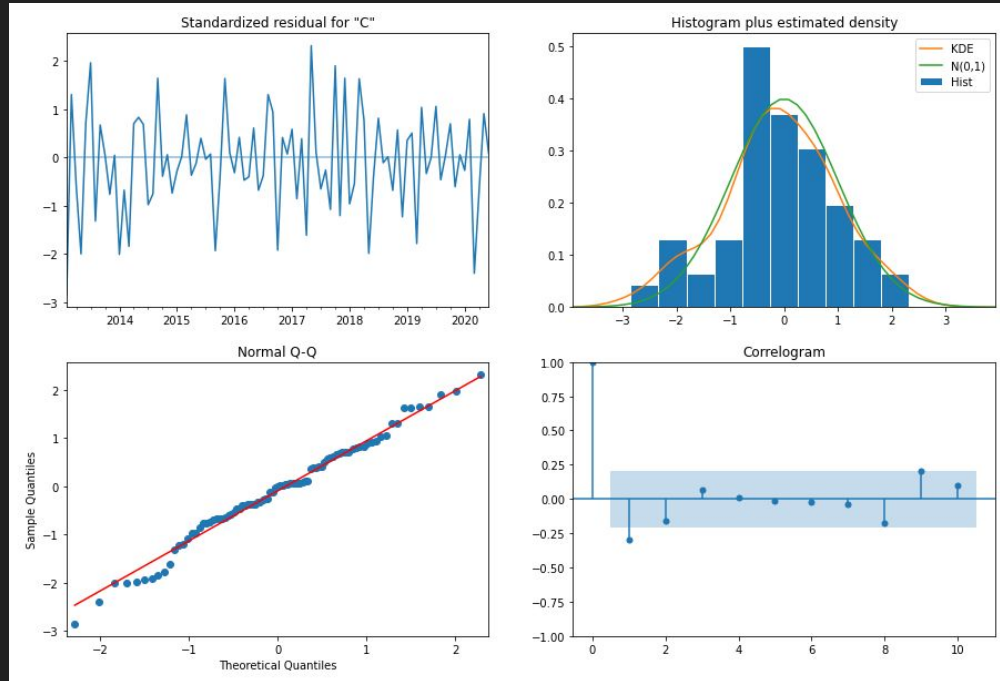 Standardized residual for "C"
2
1
0
−1
−2
−3
2014 2015 2016 2017 2018 2019 2020
Histogram plus estimated density
KDE
N(0,1)
Hist
0.5
0.4
0.3
0.2
0.1
0.0
−3 −2 −1 0 1 2 3
Normal Q-Q
Sample Quantiles
2
1
0
−1
−2
−3
−2 −1 0 1 2
Theoretical Quantiles
Correlogram
1.00
0.75
0.50
0.25
0.00
−0.25
−0.50
−0.75
−1.00
0 2 4 6 8 10